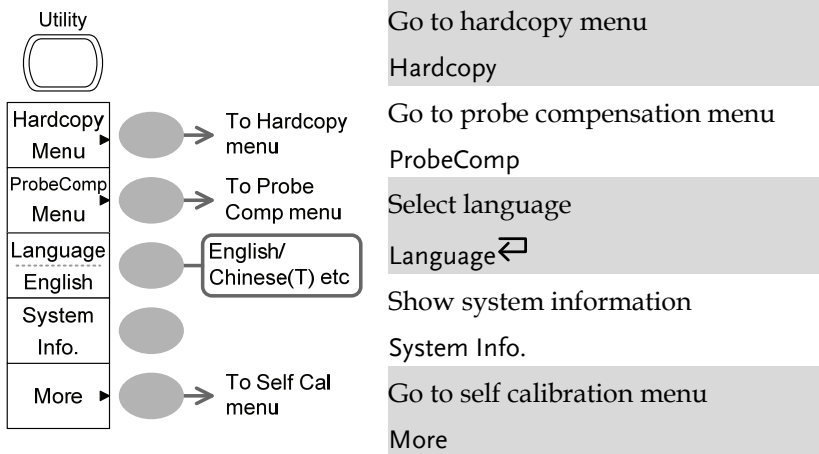 Utility
Hardcopy
Menu
To Hardcopy
menu
ProbeComp
Menu
To Probe
Comp menu
Language
English
English/
Chinese(T) etc
System
Info.
More
To Self Cal
menu
Go to hardcopy menu
Hardcopy
Go to probe compensation menu
ProbeComp
Select language
Language
Show system information
System Info.
Go to self calibration menu
More